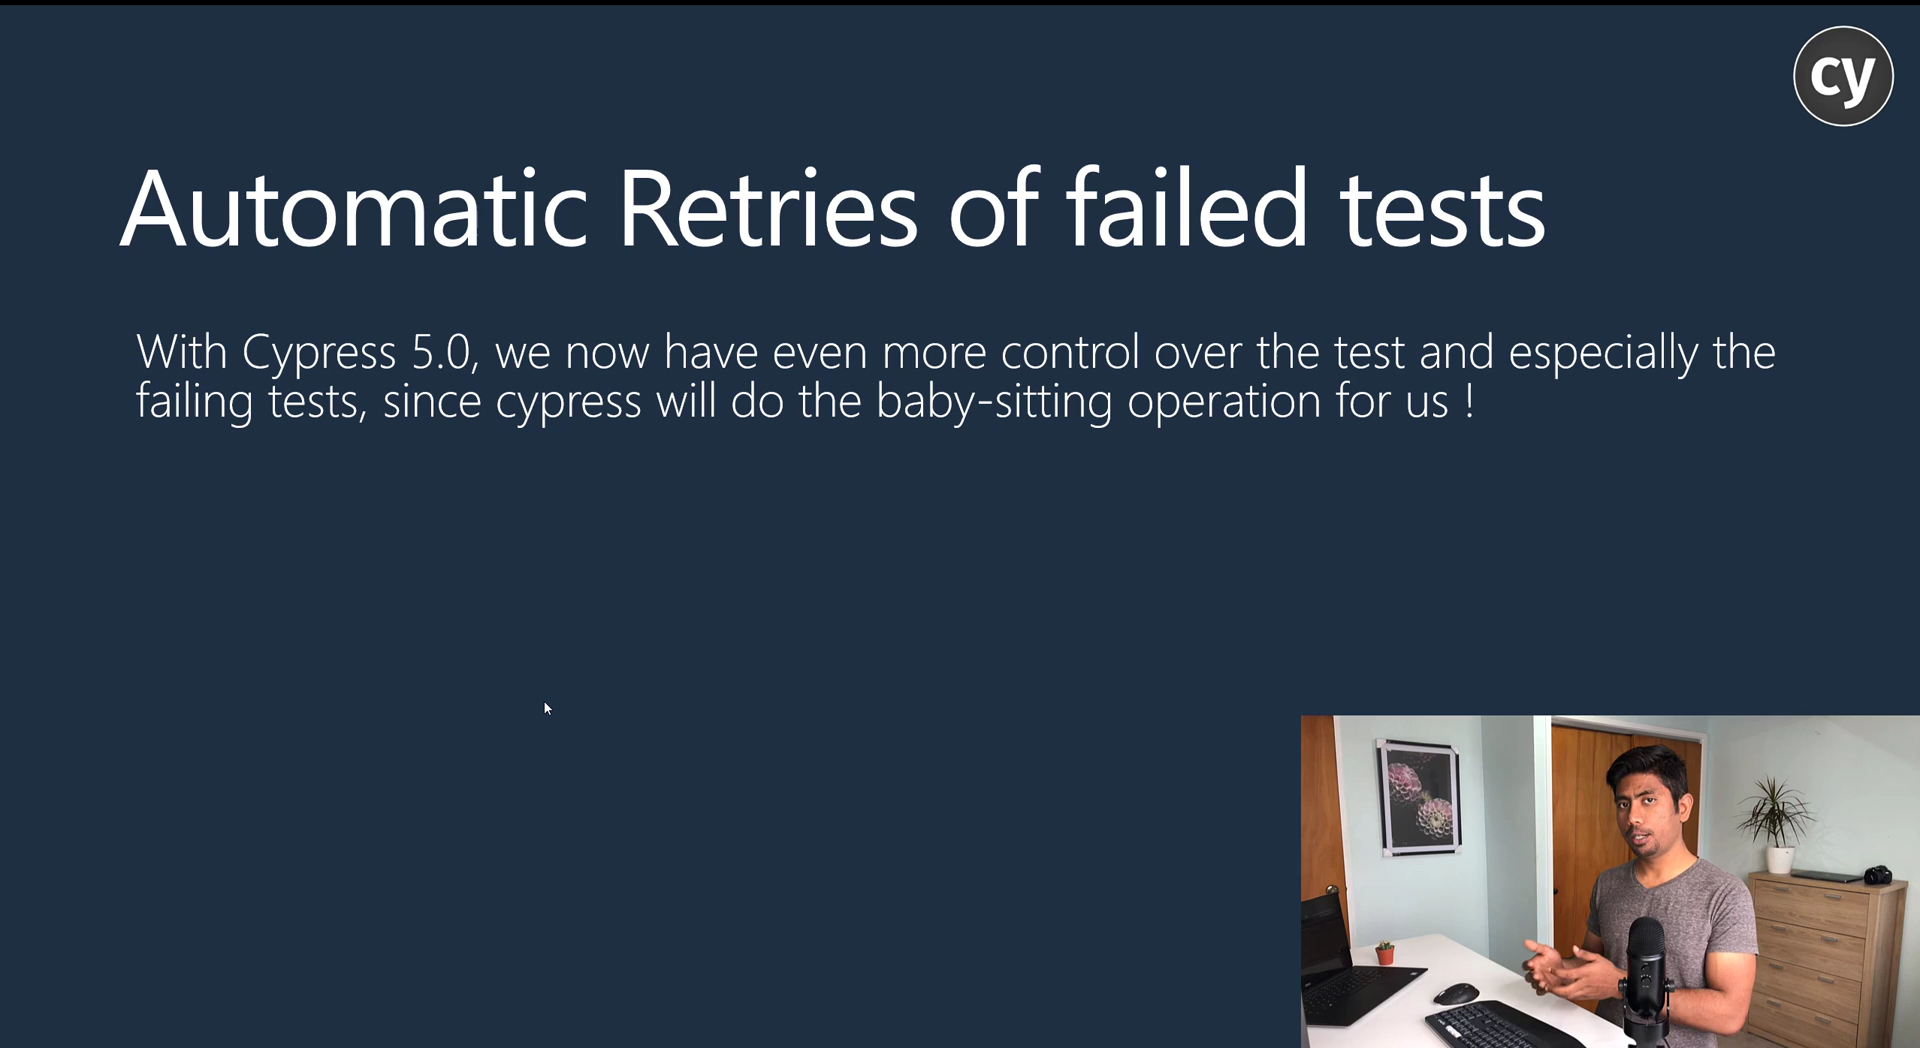 cy
Automatic Retries of failed tests
With Cypress 5.0, we now have even more control over the test and especially the
failing tests, since cypress will do the baby-sitting operation for us !